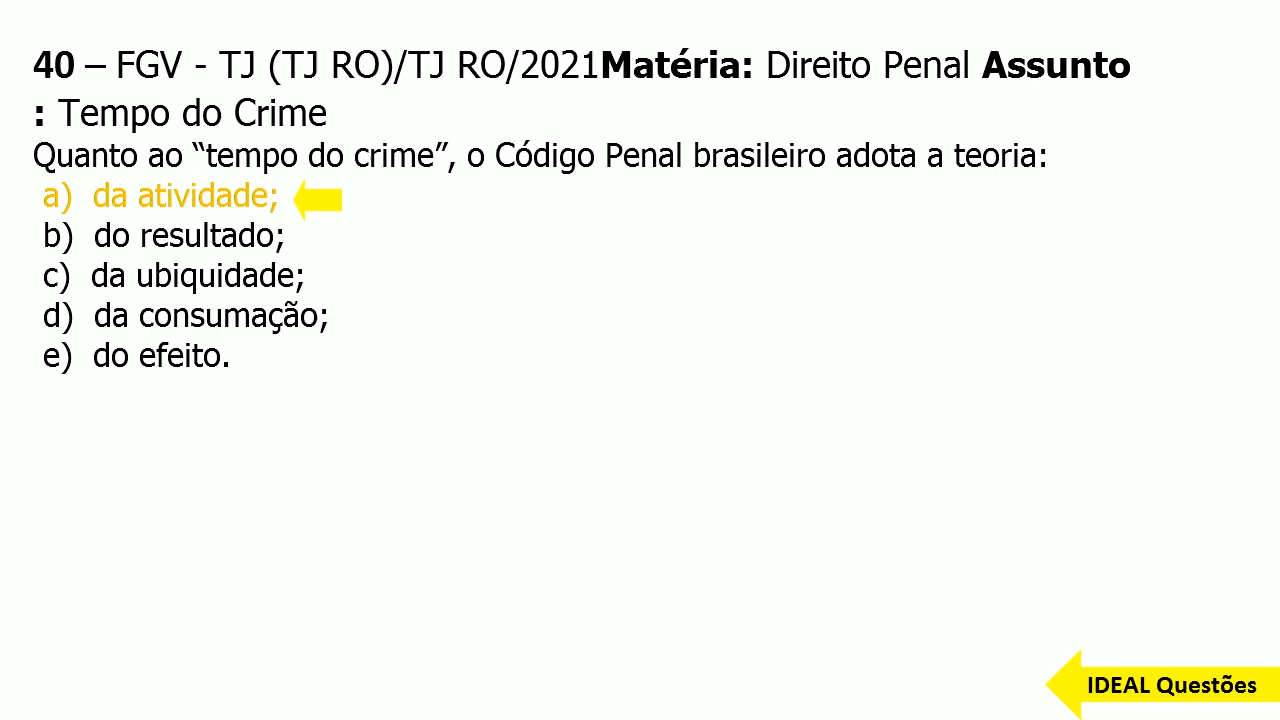 40 – FGV - TJ (TJ RO)/TJ RO/2021Matéria: Direito Penal Assunto
: Tempo do Crime
Quanto ao “tempo do crime”, o Código Penal brasileiro adota a teoria:
a) da atividade;
b) do resultado;
c) da ubiquidade;
d) da consumação;
e) do efeito.
IDEAL Questões